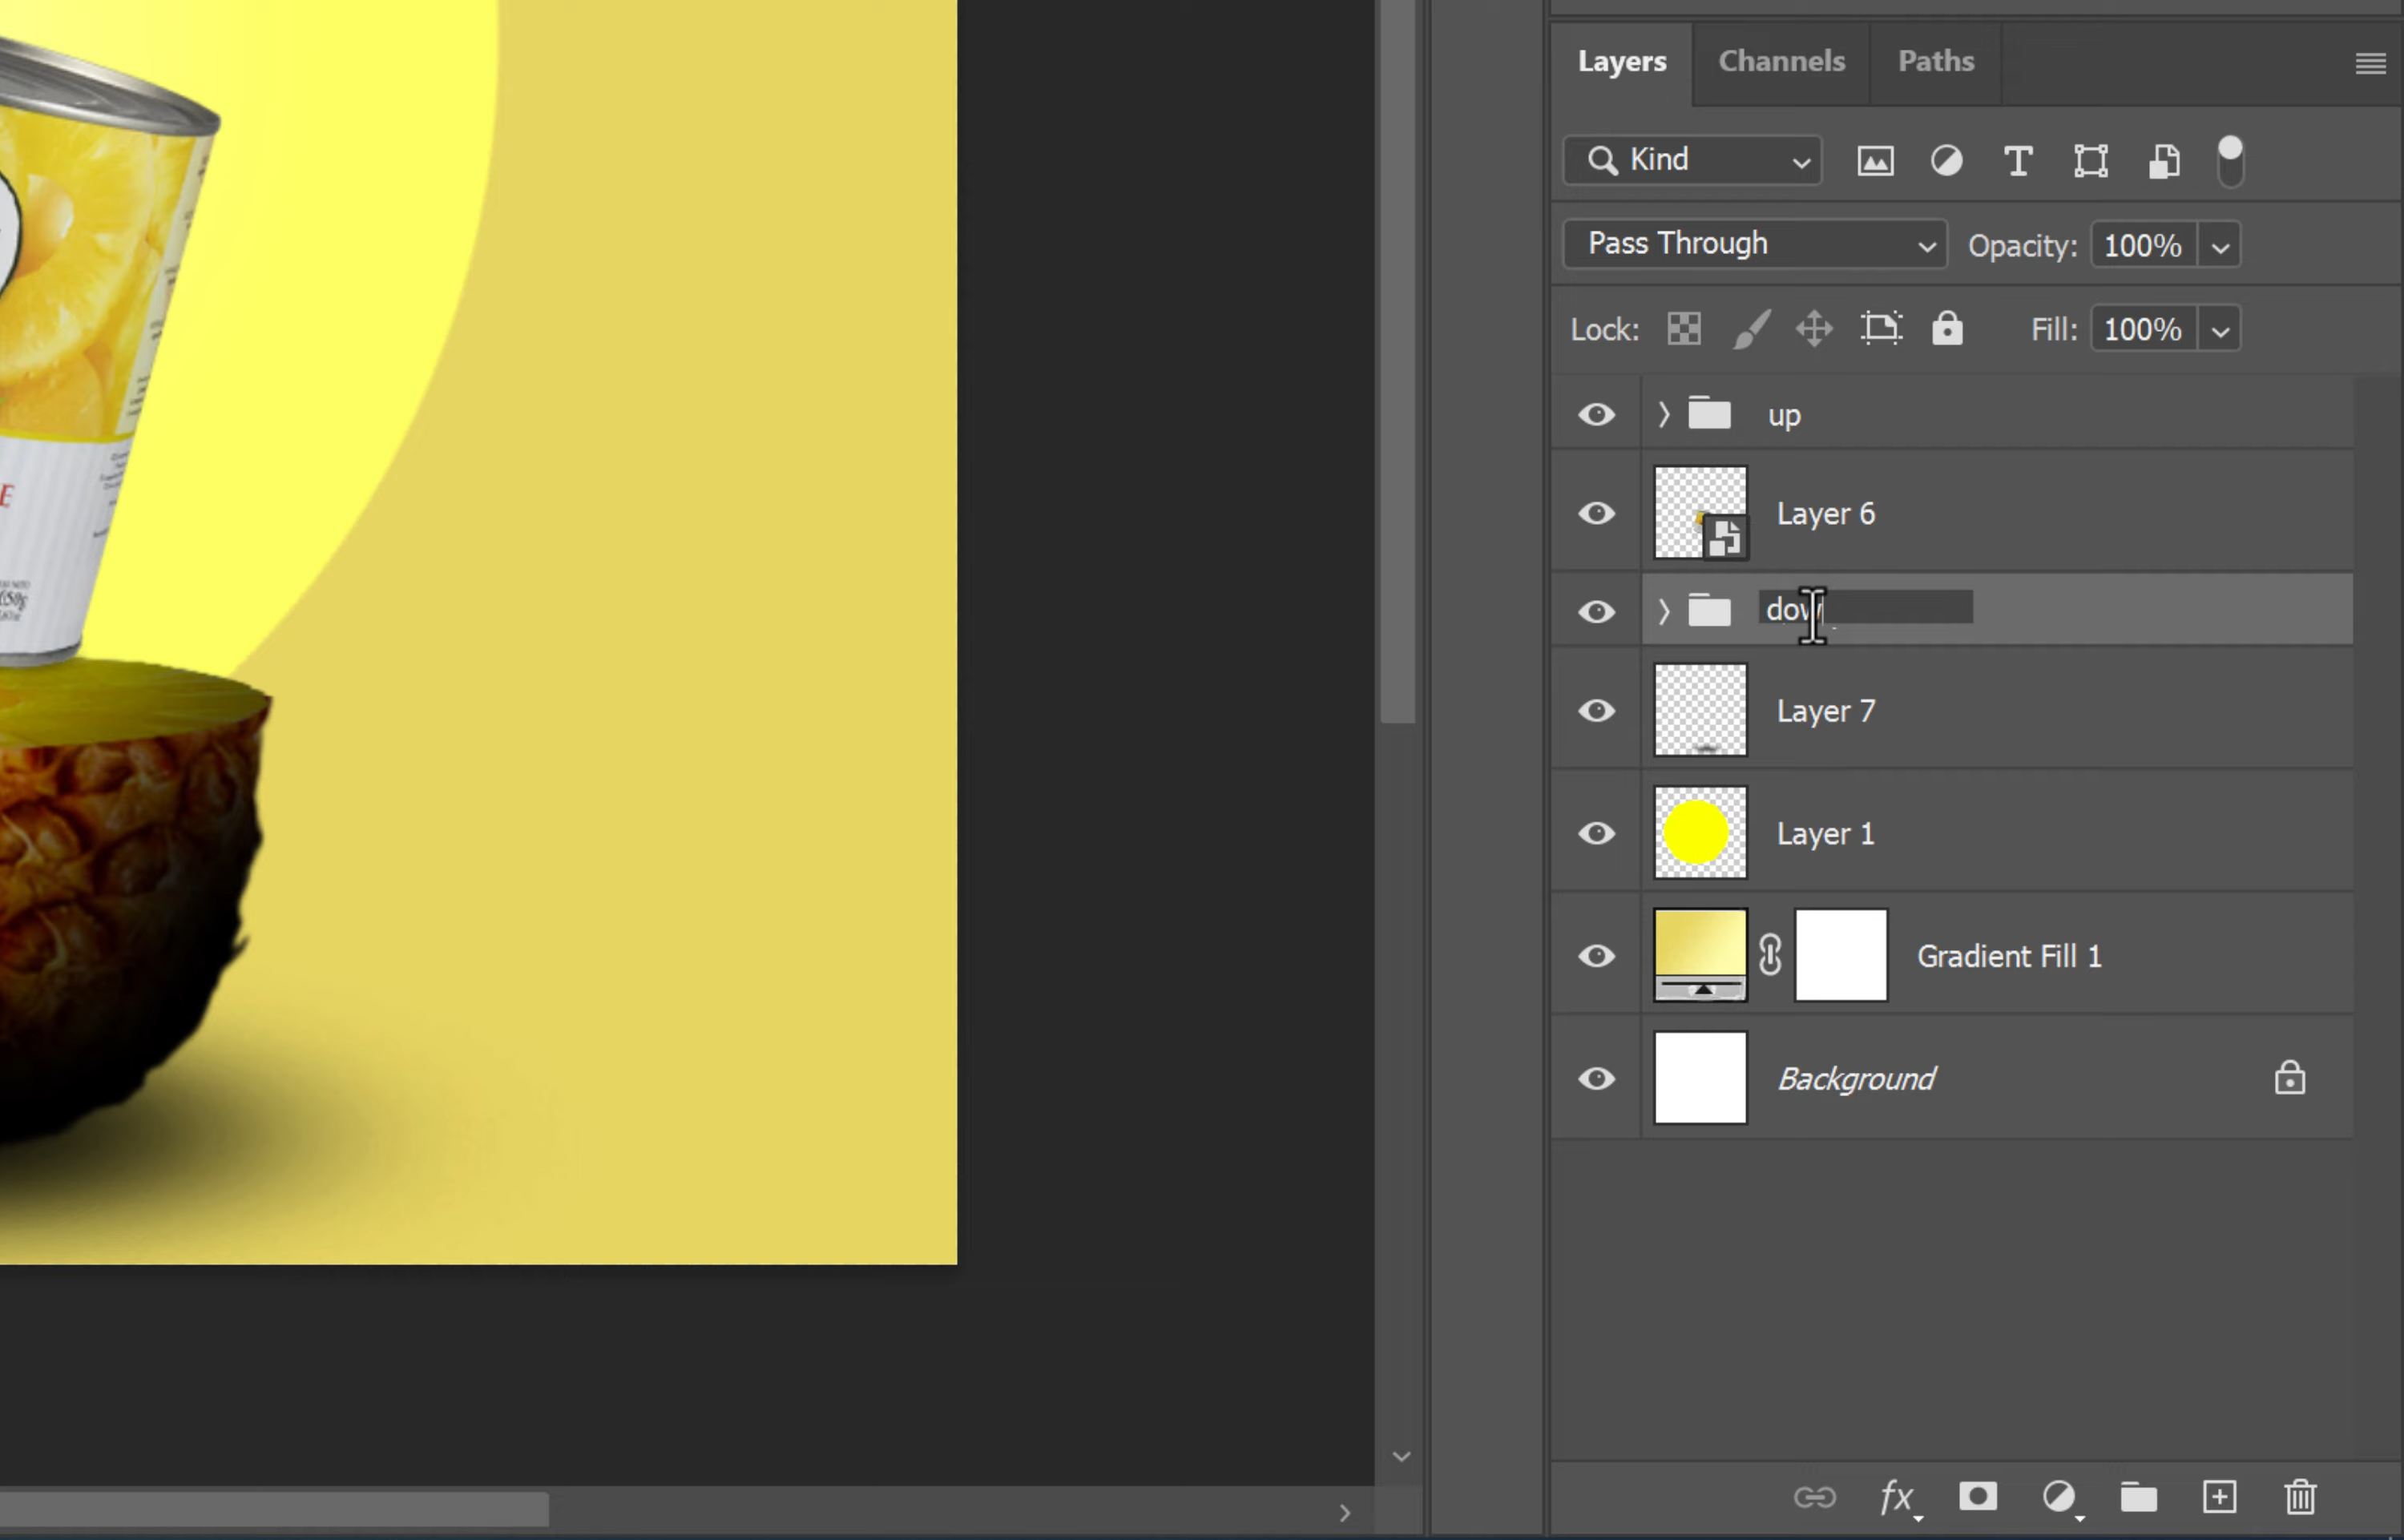 Layers Channels Paths
Kind
Pass Through Opacity: 100%
Lock: Fill: 100%
up
Layer 6
dow
Layer 7
Layer 1
Gradient Fill 1
Background
fx
E